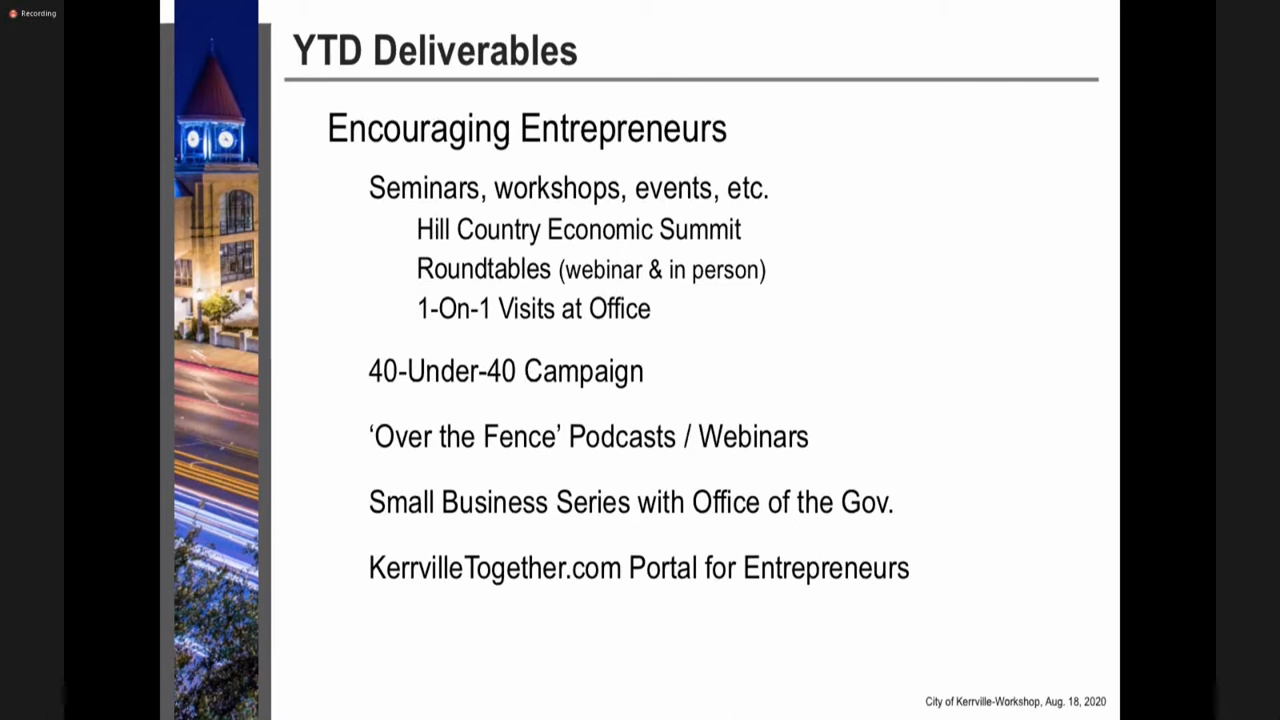 Recording
YTD Deliverables
Encouraging Entrepreneurs
Seminars, workshops, events, etc.
Hill Country Economic Summit
Roundtables (webinar & in person)
1-On-1 Visits at Office
40-Under-40 Campaign
‘Over the Fence’ Podcasts / Webinars
Small Business Series with Office of the Gov.
KerrvilleTogether.com Portal for Entrepreneurs
City of Kerrville-Workshop, Aug. 18, 2020